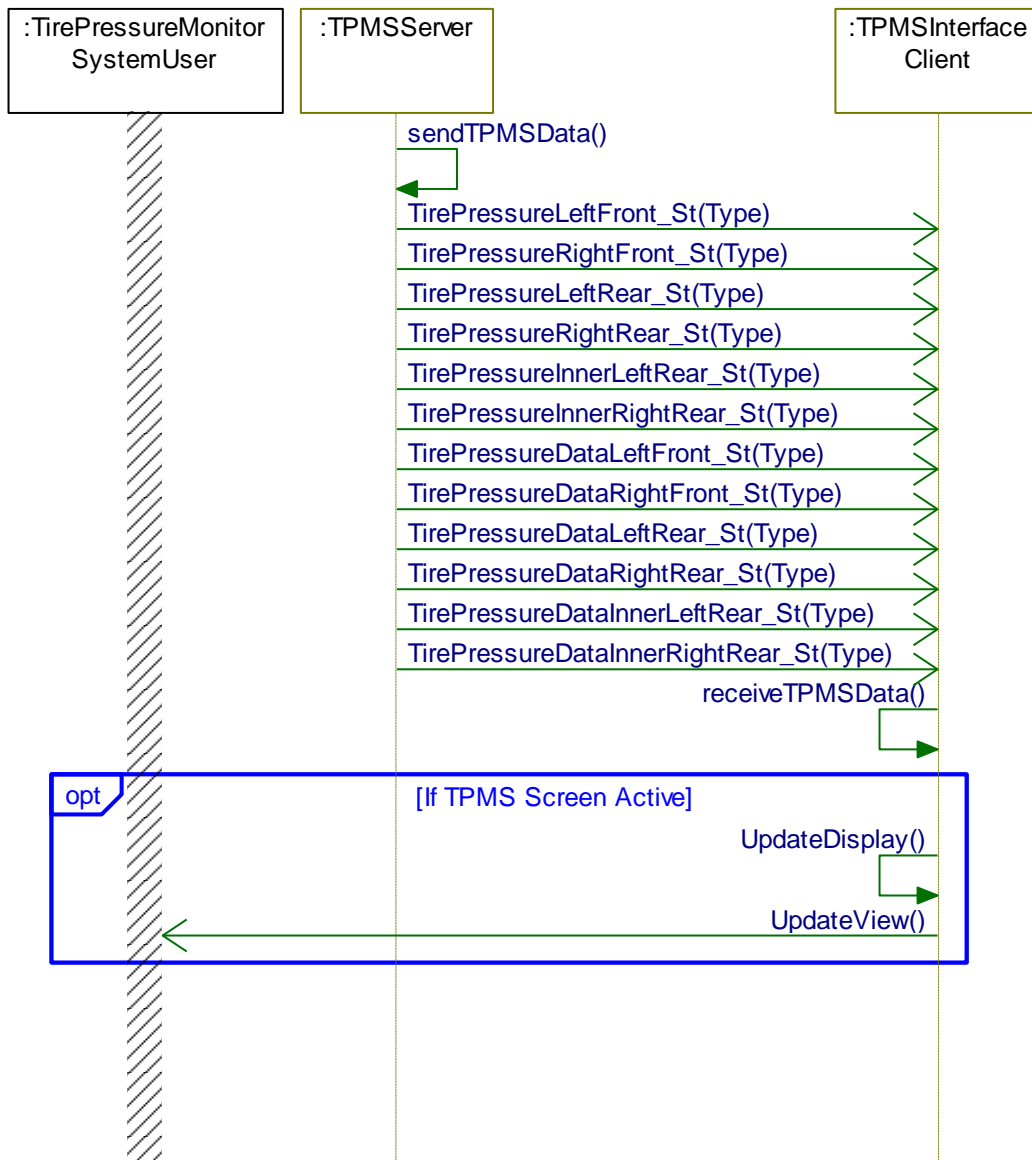 :TirePressureMonitor
SystemUser
:TPMSServer
:TPMSInterface
Client
sendTPMSData()
TirePressureLeftFront_St(Type)
TirePressureRightFront_St(Type)
TirePressureLeftRear_St(Type)
TirePressureRightRear_St(Type)
TirePressureInnerLeftRear_St(Type)
TirePressureInnerRightRear_St(Type)
TirePressureDataLeftFront_St(Type)
TirePressureDataRightFront_St(Type)
TirePressureDataLeftRear_St(Type)
TirePressureDataRightRear_St(Type)
TirePressureDataInnerLeftRear_St(Type)
TirePressureDataInnerRightRear_St(Type)
receiveTPMSData()
opt
[If TPMS Screen Active]
UpdateDisplay()
UpdateView()